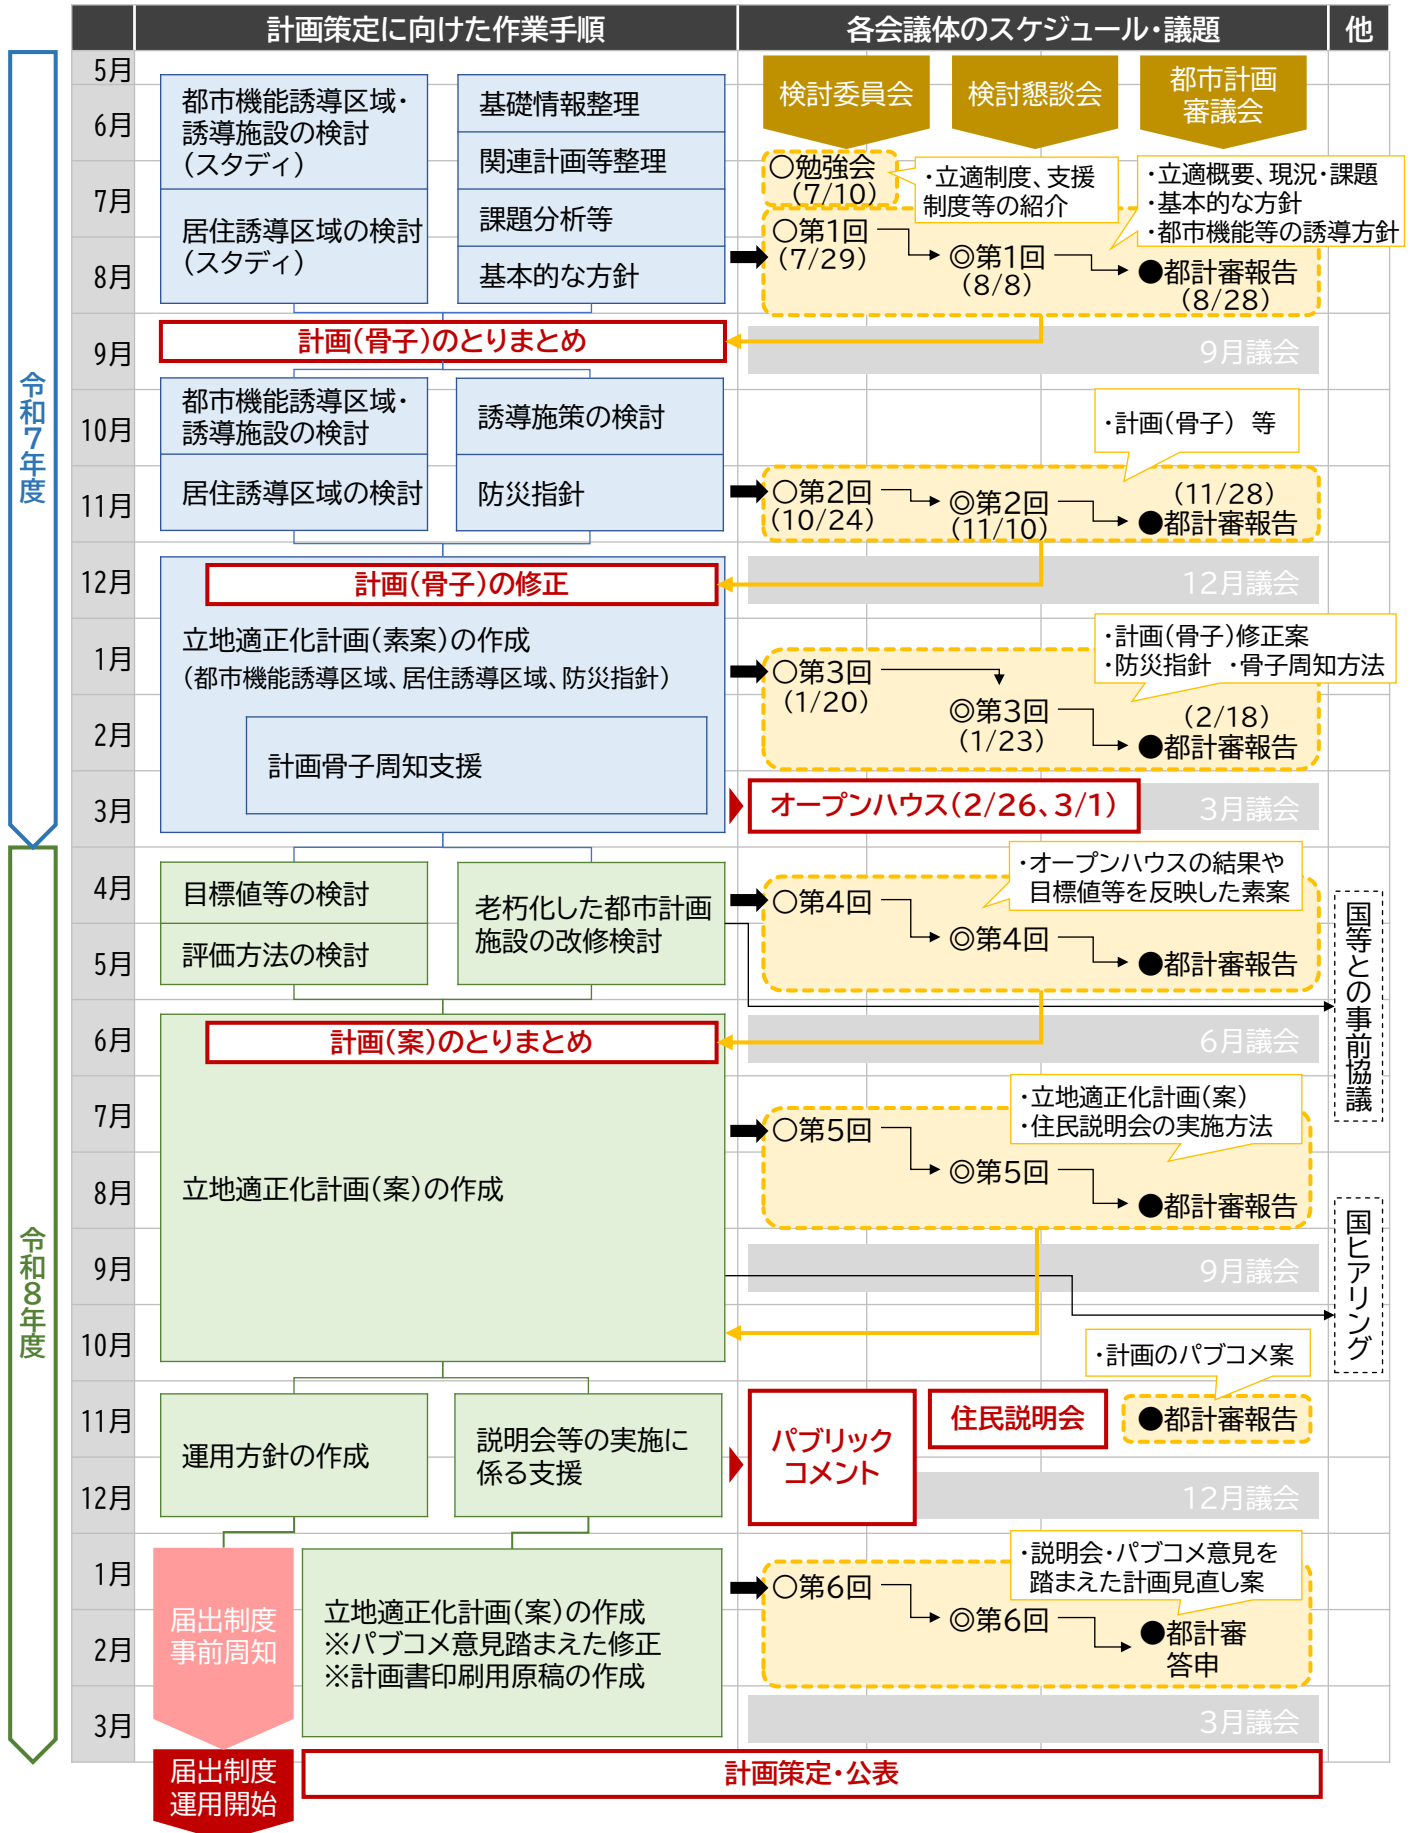 計画策定に向けた作業手順
各会議体のスケジュール・議題
他
令和7年度
令和8年度
5月
6月
7月
8月
9月
10月
11月
12月
1月
2月
3月
4月
5月
6月
7月
8月
9月
10月
11月
12月
1月
2月
3月
都市機能誘導区域・
誘導施設の検討
(スタディ)
居住誘導区域の検討
(スタディ)
基礎情報整理
関連計画等整理
課題分析等
基本的な方針
検討委員会
検討懇談会
都市計画
審議会
〇勉強会
(7/10)
・立適制度、支援
制度等の紹介
・立適概要、現況・課題
・基本的な方針
・都市機能等の誘導方針
〇第1回
(7/29)
◎第1回
(8/8)
●都計審報告
(8/28)
計画(骨子)のとりまとめ
9月議会
都市機能誘導区域・
誘導施設の検討
居住誘導区域の検討
誘導施策の検討
防災指針
・計画(骨子) 等
〇第2回
(10/24)
◎第2回
(11/10)
(11/28)
●都計審報告
計画(骨子)の修正
12月議会
立地適正化計画(素案)の作成
(都市機能誘導区域、居住誘導区域、防災指針)
計画骨子周知支援
・計画(骨子)修正案
・防災指針 ・骨子周知方法
〇第3回
(1/20)
◎第3回
(1/23)
(2/18)
●都計審報告
オープンハウス(2/26、3/1)
3月議会
目標値等の検討
評価方法の検討
老朽化した都市計画
施設の改修検討
・オープンハウスの結果や
目標値等を反映した素案
〇第4回
◎第4回
●都計審報告
国等との事前協議
計画(案)のとりまとめ
6月議会
立地適正化計画(案)の作成
・立地適正化計画(案)
・住民説明会の実施方法
〇第5回
◎第5回
●都計審報告
国ヒアリング
9月議会
・計画のパブコメ案
運用方針の作成
説明会等の実施に
係る支援
パブリック
コメント
住民説明会
●都計審報告
12月議会
届出制度
事前周知
立地適正化計画(案)の作成
※パブコメ意見踏まえた修正
※計画書印刷用原稿の作成
・説明会・パブコメ意見を
踏まえた計画見直し案
〇第6回
◎第6回
●都計審
答申
3月議会
届出制度
運用開始
計画策定・公表